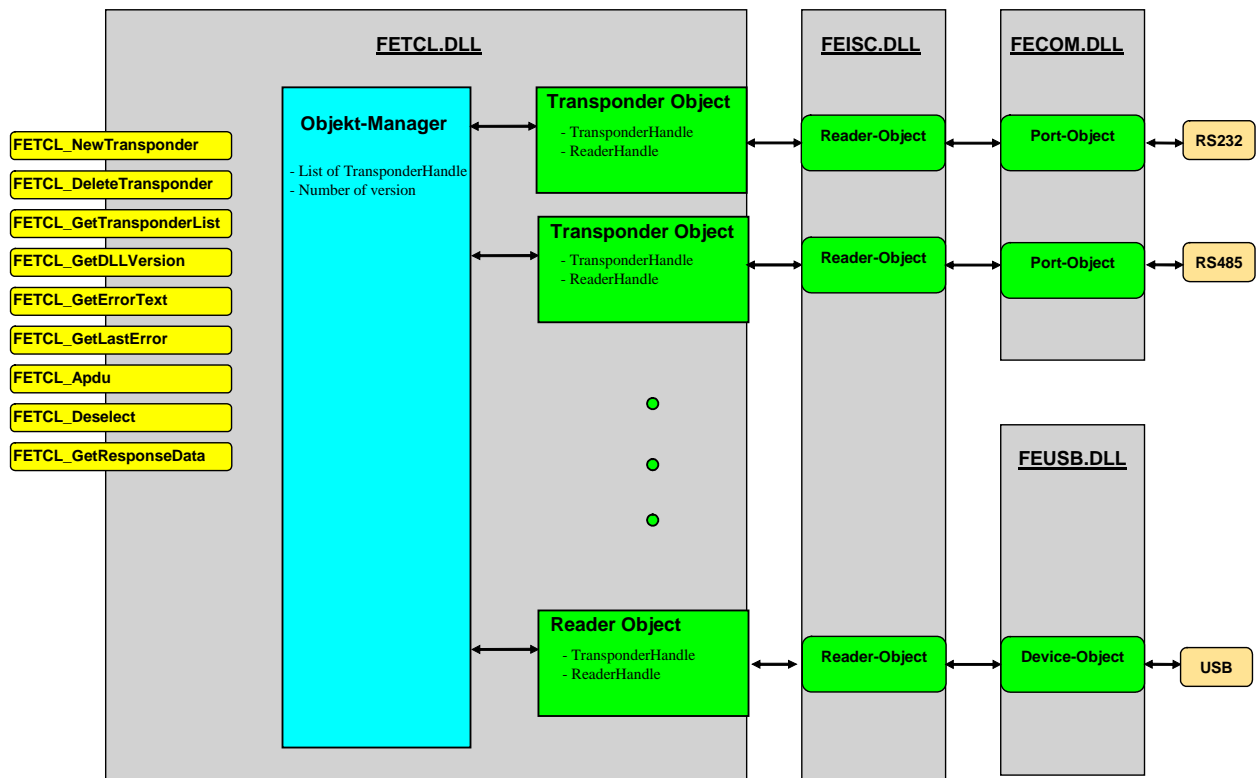 FETCL.DLL
FEISC.DLL
FECOM.DLL
Objekt-Manager
- List of TransponderHandle
- Number of version
FETCL_NewTransponder
FETCL_DeleteTransponder
FETCL_GetTransponderList
FETCL_GetDLLVersion
FETCL_GetErrorText
FETCL_GetLastError
FETCL_Apdu
FETCL_Deselect
FETCL_GetResponseData
Transponder Object
- TransponderHandle
- ReaderHandle
Reader-Object
Port-Object
RS232
Transponder Object
- TransponderHandle
- ReaderHandle
Reader-Object
Port-Object
RS485
FEUSB.DLL
Reader Object
- TransponderHandle
- ReaderHandle
Reader-Object
Device-Object
USB